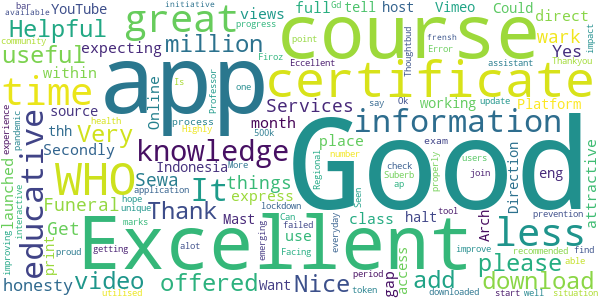 bar
available
YouTube
initiative
progress
great
views
full
tell
host
Vimeo
Gd
Could
direct
impact
community
Helpful
million
course
point
Error
frensh
Thankyou
useful
expecting
wark
Yes
assistant
Eccellent
Thoughtbud
within
Is
Firoz
Professor
one
time
app
certificate
source
process
Highly
say
Ok
update
Online
Services
working
Platform
experience
pandemic
health
Very
month
500k
place
exam
information
thh
educative
Secondly
knowledge
Indonesia
More
Regional
number
Good
check
Suberb
ap
properly
users
join
eng
attractive
WHO
It
Sewa
application
things
lockdown
Seen
tool
Direction
launched
interactive
Funeral
hope
unique
express
everyday
prevention
Thank
Can
failed
class
halt
Arch
less
improving
Get
print
marks
Mast
emerging
use
Facing
Excellent
gap
access
please
improve
recommended
find
proud
getting
alot
able
honesty
video
offered
Nice
Want
period
token
add
downloaded
download
start
well
situation
utilised